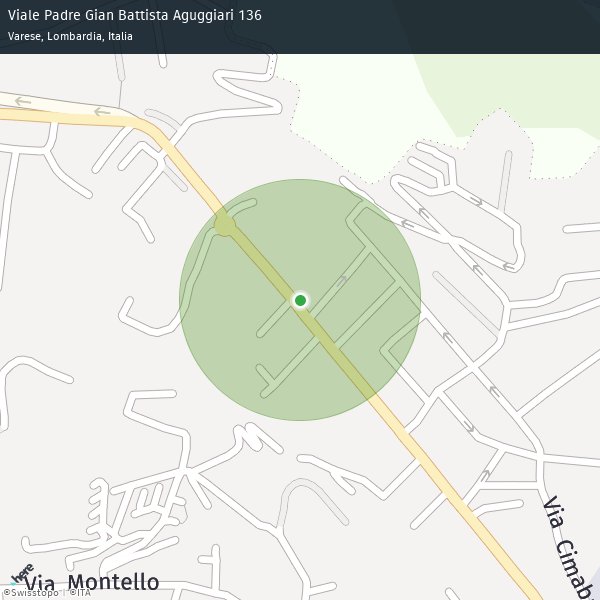 Viale Padre Gian Battista Aguggiari 136
Varese, Lombardia, Italia
Via Cimab
here
Via Montello
©Swisstopo | ©ITA